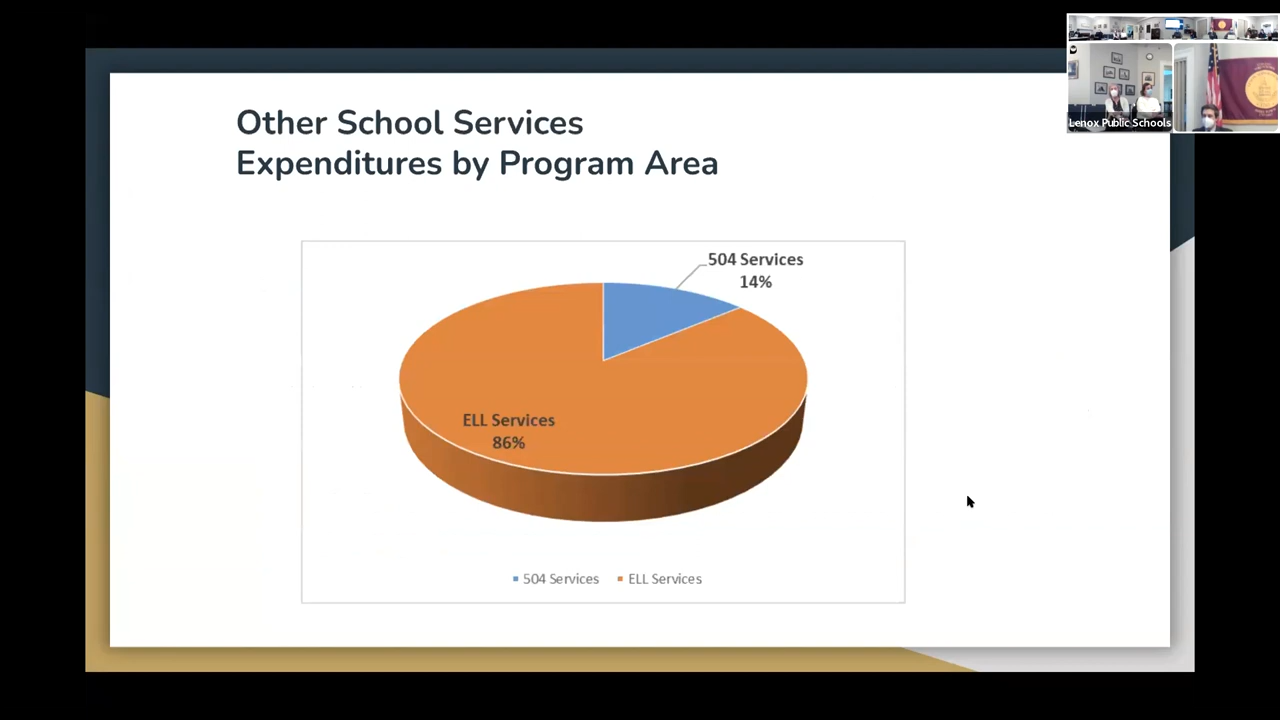 Other School Services
Expenditures by Program Area
504 Services
14%
ELL Services
86%
504 Services
ELL Services
Lenox Public Schools